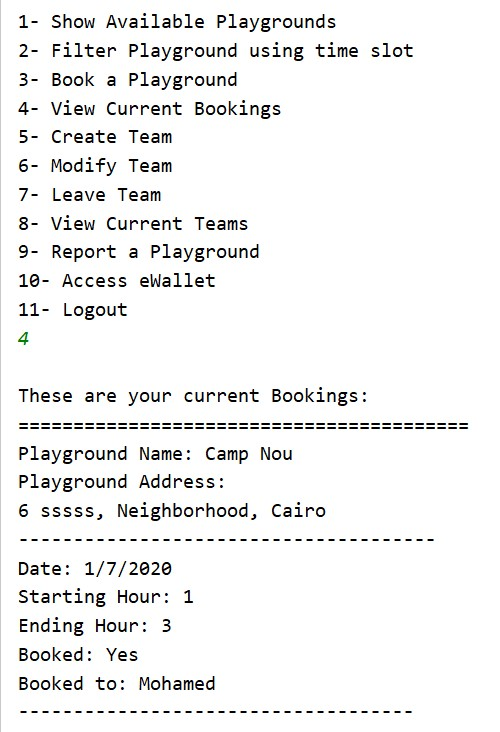 1- Show Available Playgrounds
2- Filter Playground using time slot
3- Book a Playground
4- View Current Bookings
5- Create Team
6- Modify Team
7- Leave Team
8- View Current Teams
9- Report a Playground
10- Access eWallet
11- Logout
4
These are your current Bookings:
=========================================
Playground Name: Camp Nou
Playground Address:
6 sssss, Neighborhood, Cairo
--------------------------------------
Date: 1/7/2020
Starting Hour: 1
Ending Hour: 3
Booked: Yes
Booked to: Mohamed
------------------------------------